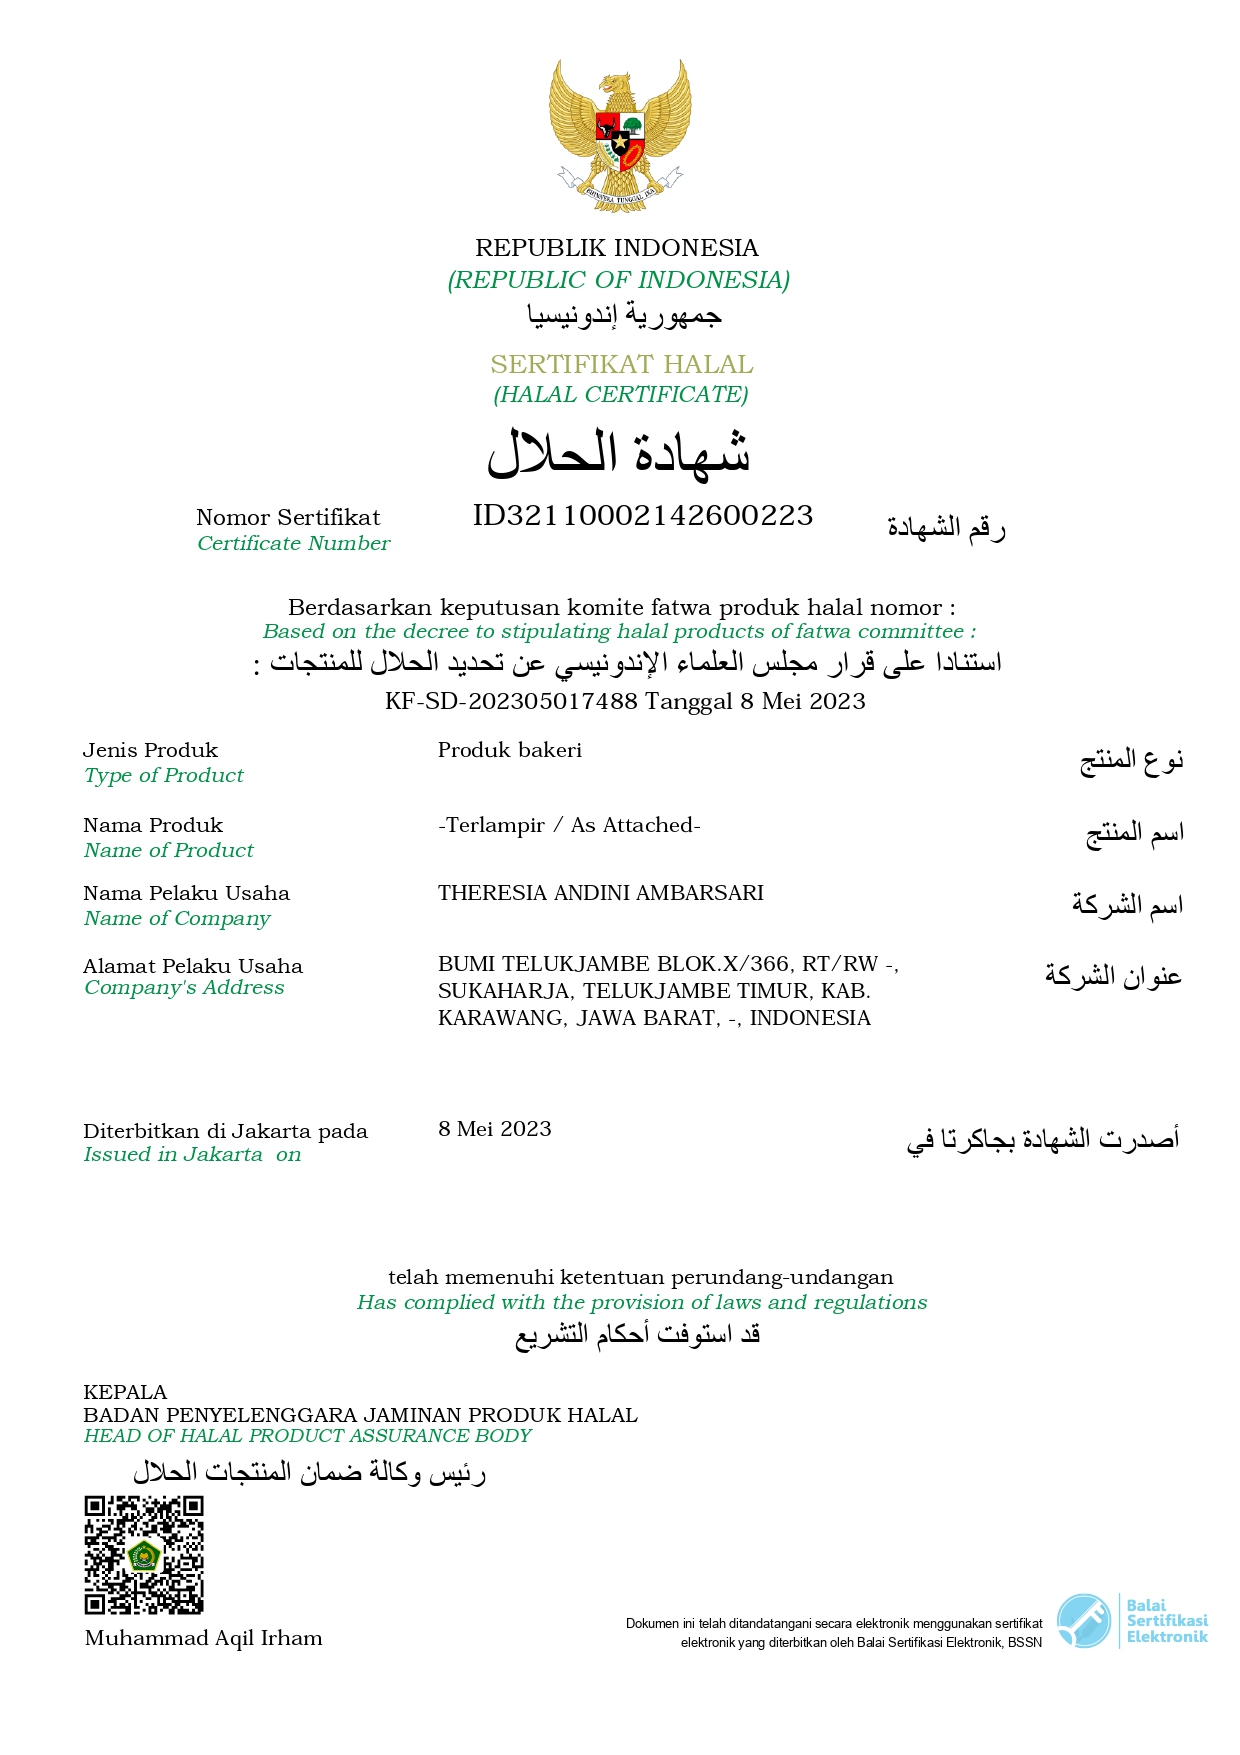 BHINNEKA TUNGGAL IKA
REPUBLIK INDONESIA
(REPUBLIC OF INDONESIA)
جمهورية إندونيسيا
SERTIFIKAT HALAL
(HALAL CERTIFICATE)
شهادة الحلال
Nomor Sertifikat ID32110002142600223 رقم الشهادة
Certificate Number
Berdasarkan keputusan komite fatwa produk halal nomor :
Based on the decree to stipulating halal products of fatwa committee :
استنادا على قرار مجلس العلماء الإندونيسي عن تحديد الحلال للمنتجات :
KF-SD-202305017488 Tanggal 8 Mei 2023
Jenis Produk Produk bakeri نوع المنتج
Type of Product
Nama Produk -Terlampir / As Attached- اسم المنتج
Name of Product
Nama Pelaku Usaha THERESIA ANDINI AMBARSARI اسم الشركة
Name of Company
Alamat Pelaku Usaha BUMI TELUKJAMBE BLOK.X/366, RT/RW -, عنوان الشركة
Company's Address SUKAHARJA, TELUKJAMBE TIMUR, KAB.
KARAWANG, JAWA BARAT, -, INDONESIA
Diterbitkan di Jakarta pada 8 Mei 2023 أصدرت الشهادة بجاكرتا في
Issued in Jakarta on
telah memenuhi ketentuan perundang-undangan
Has complied with the provision of laws and regulations
قد استوفت أحكام التشريع
KEPALA
BADAN PENYELENGGARA JAMINAN PRODUK HALAL
HEAD OF HALAL PRODUCT ASSURANCE BODY
رئيس وكالة ضمان المنتجات الحلال
Muhammad Aqil Irham
Dokumen ini telah ditandatangani secara elektronik menggunakan sertifikat
elektronik yang diterbitkan oleh Balai Sertifikasi Elektronik, BSSN
Balai
Sertifikasi
Elektronik